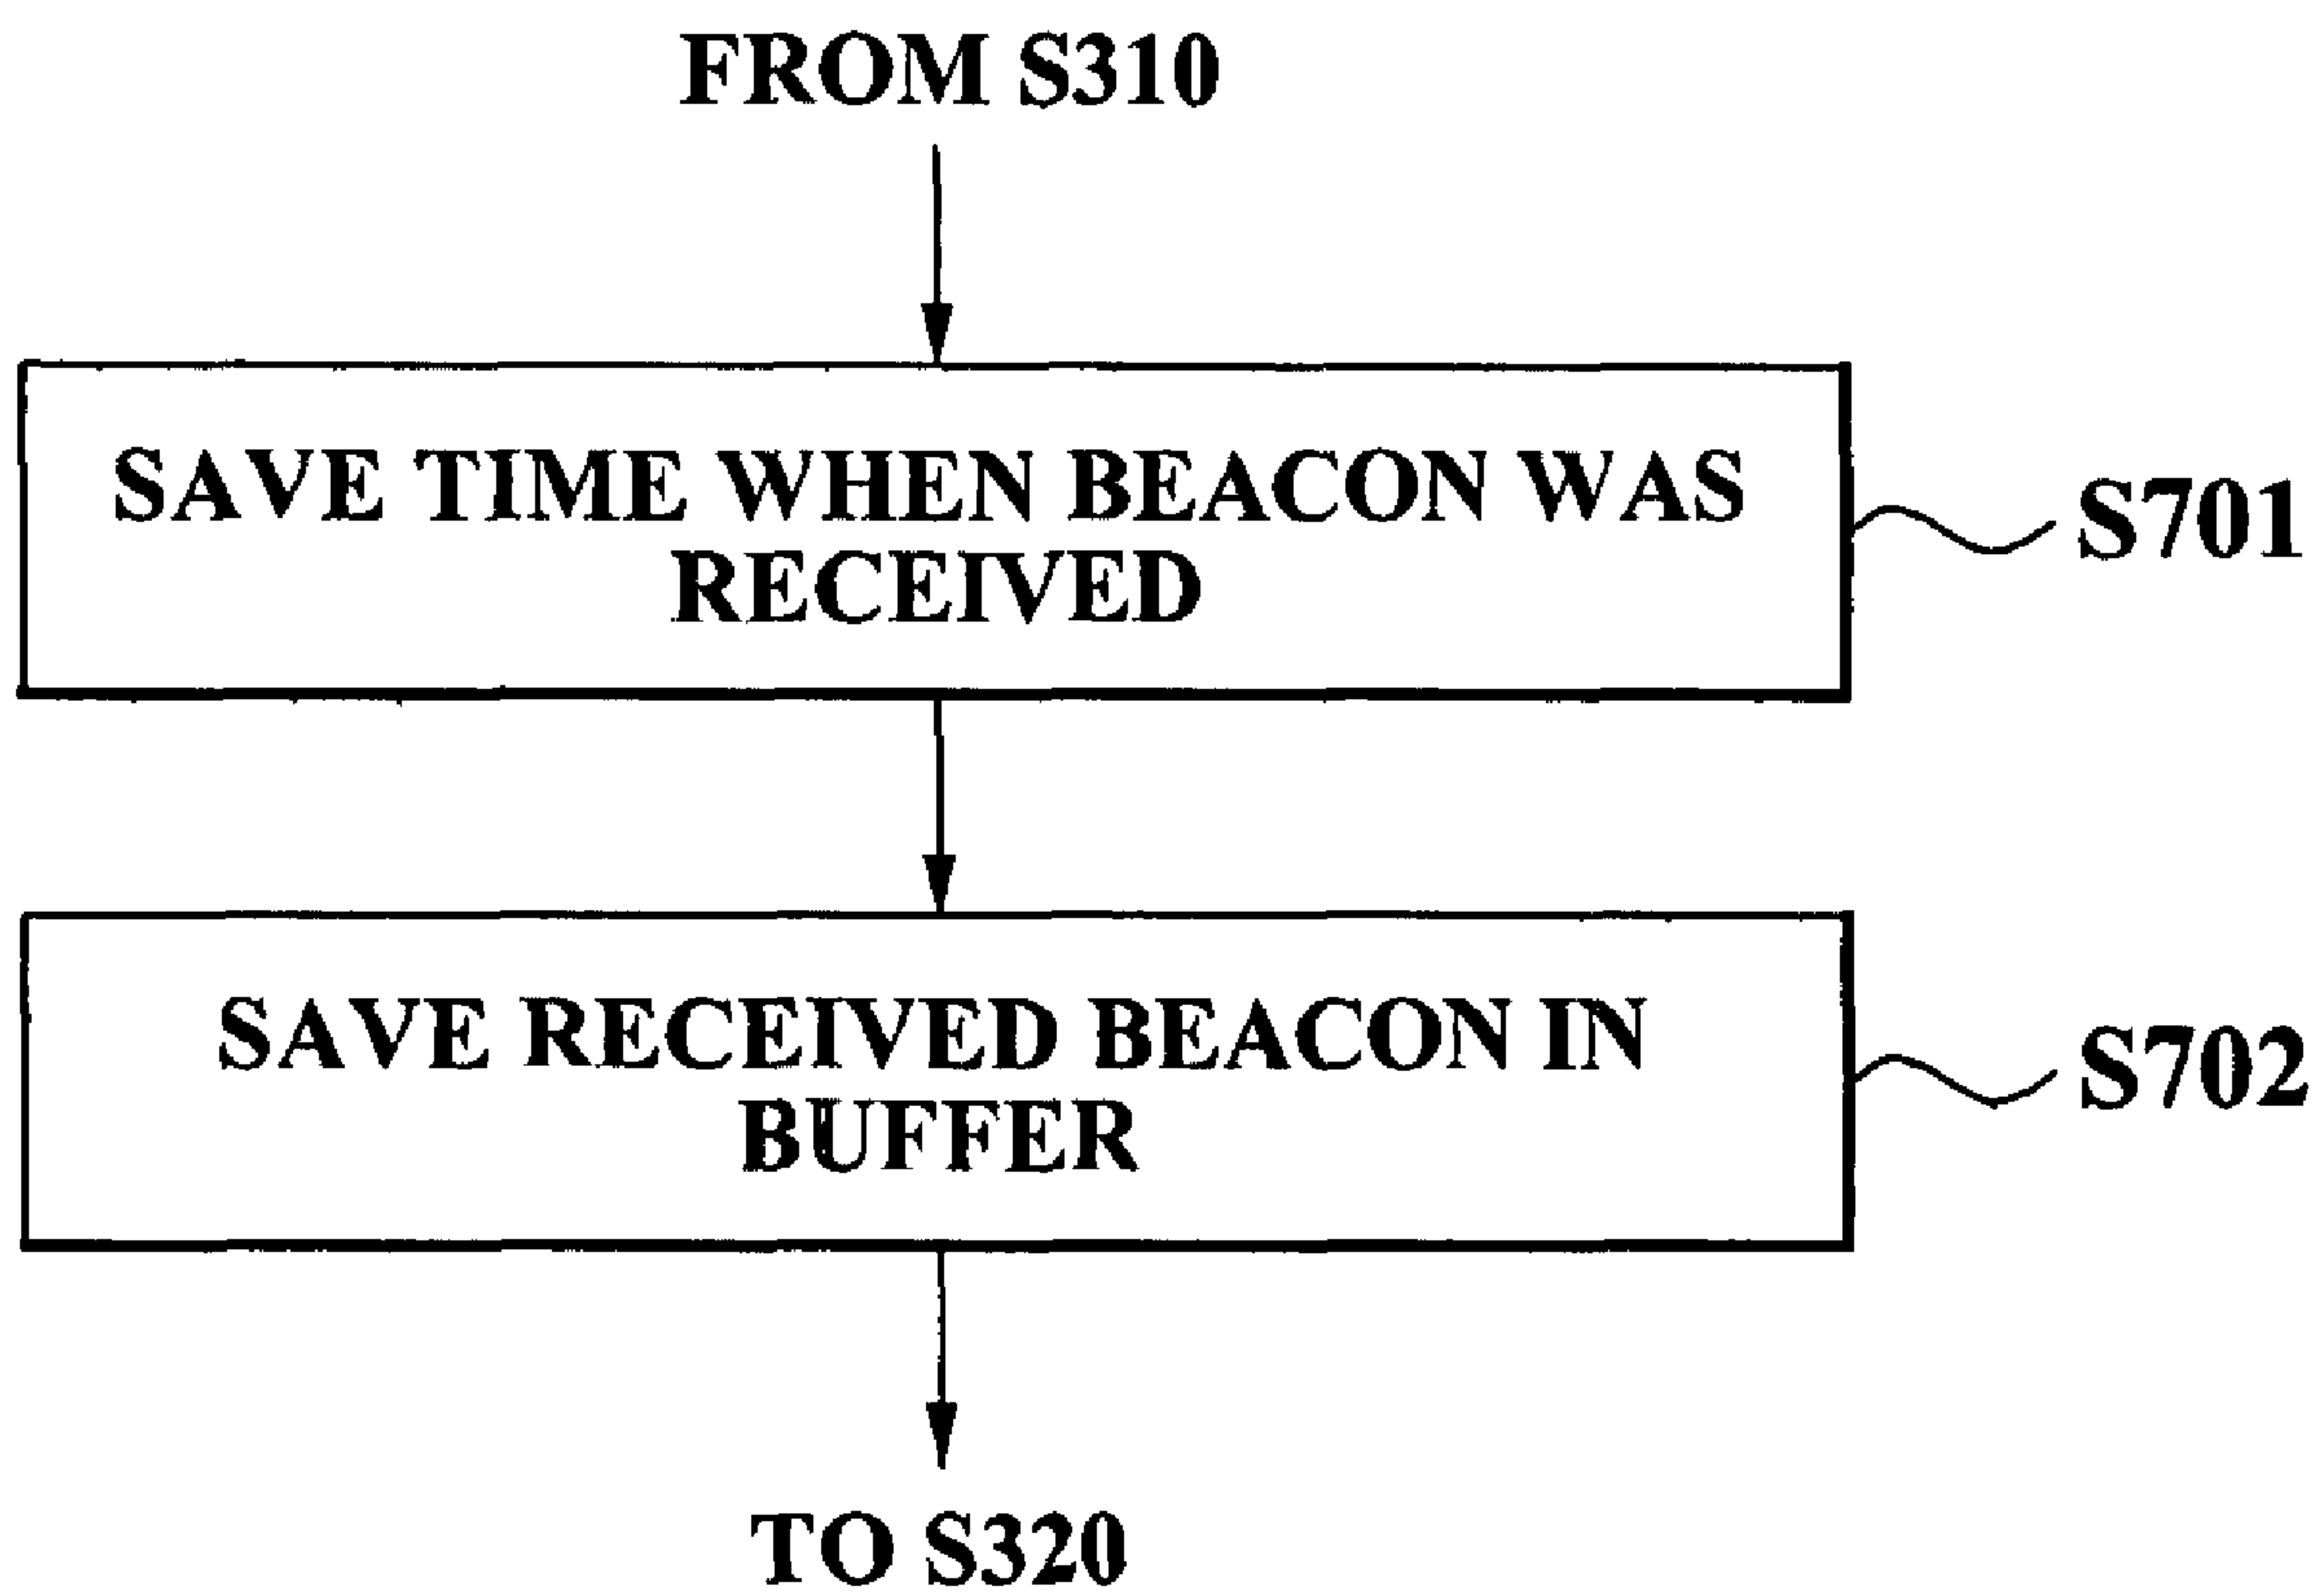 FROM S310
SAVE TIME WHEN BEACON WAS
RECEIVED
S701
SAVE RECEIVED BEACON IN
BUFFER
S702
TO S320